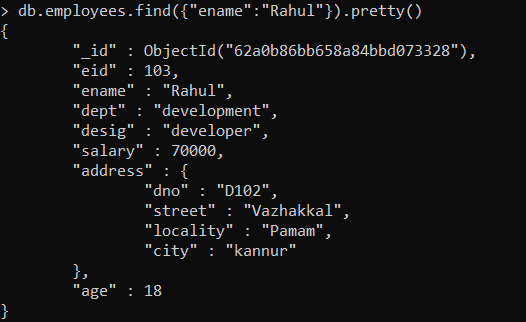 > db.employees.find({"ename":"Rahul"}).pretty()
{
        "_id" : ObjectId("62a0b86bb658a84bbd073328"),
        "eid" : 103,
        "ename" : "Rahul",
        "dept" : "development",
        "desig" : "developer",
        "salary" : 70000,
        "address" : {
                "dno" : "D102",
                "street" : "Vazhakkal",
                "locality" : "Pamam",
                "city" : "kannur"
        },
        "age" : 18
}